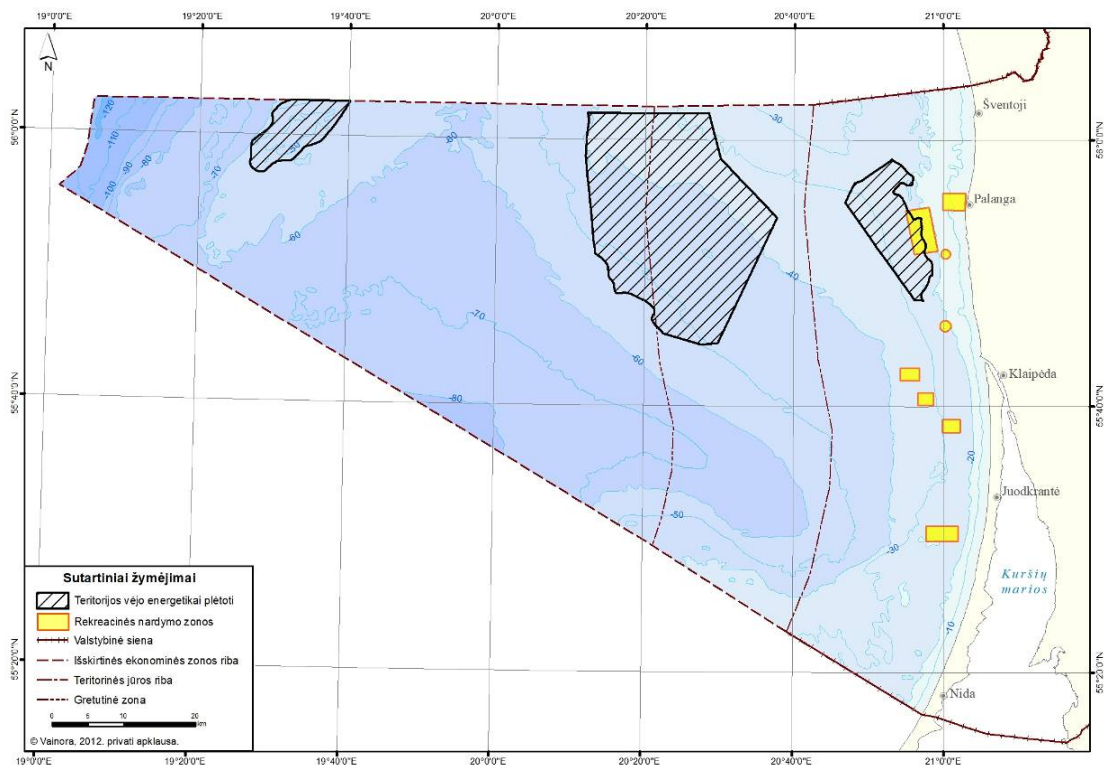 19°0'0"E 19°20'0"E 19°40'0"E 20°0'0"E 20°20'0"E 20°40'0"E 21°0'0"E
N
-120
-110
-90
-80
-100
-70
-50
-60
-30
56°0'0"N
56°0'0"N
Šventoji
Palanga
-60
-40
-70
-60
-80
Klaipėda
55°40'0"N
55°40'0"N
-20
Juodkrantė
-50
-30
Kuršių
marios
-10
55°20'0"N
55°20'0"N
Nida
Sutartiniai žymėjimai
Teritorijos vėjo energetikai plėtoti
Rekreacinės nardymo zonos
Valstybinė siena
Išskirtinės ekonominės zonos riba
Teritorinės jūros riba
Gretutinė zona
0 5 10 20
km
© Vainora, 2012. privati apklausa.
19°0'0"E 19°20'0"E 19°40'0"E 20°0'0"E 20°20'0"E 20°40'0"E 21°0'0"E